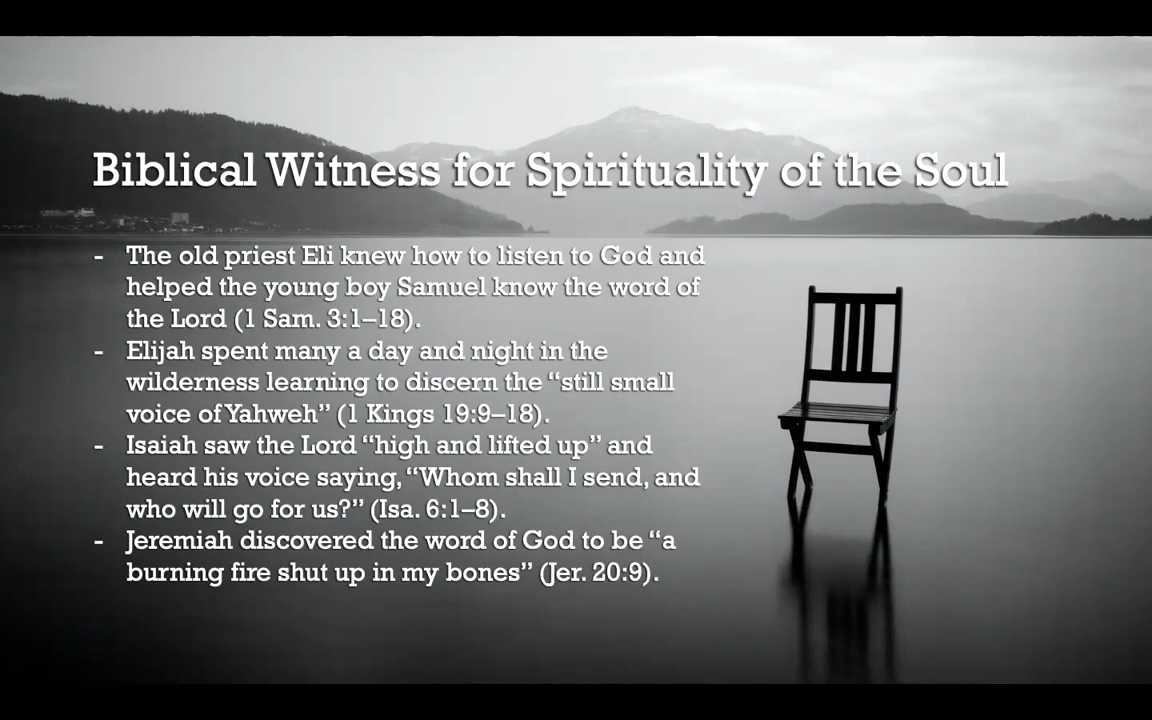 Biblical Witness for Spirituality of the Soul
- The old priest Eli knew how to listen to God and
helped the young boy Samuel know the word of
the Lord (1 Sam. 3:1–18).
- Elijah spent many a day and night in the
wilderness learning to discern the “still small
voice of Yahweh” (1 Kings 19:9–18).
- Isaiah saw the Lord “high and lifted up” and
heard his voice saying, “Whom shall I send, and
who will go for us?” (Isa. 6:1–8).
- Jeremiah discovered the word of God to be “a
burning fire shut up in my bones” (Jer. 20:9).